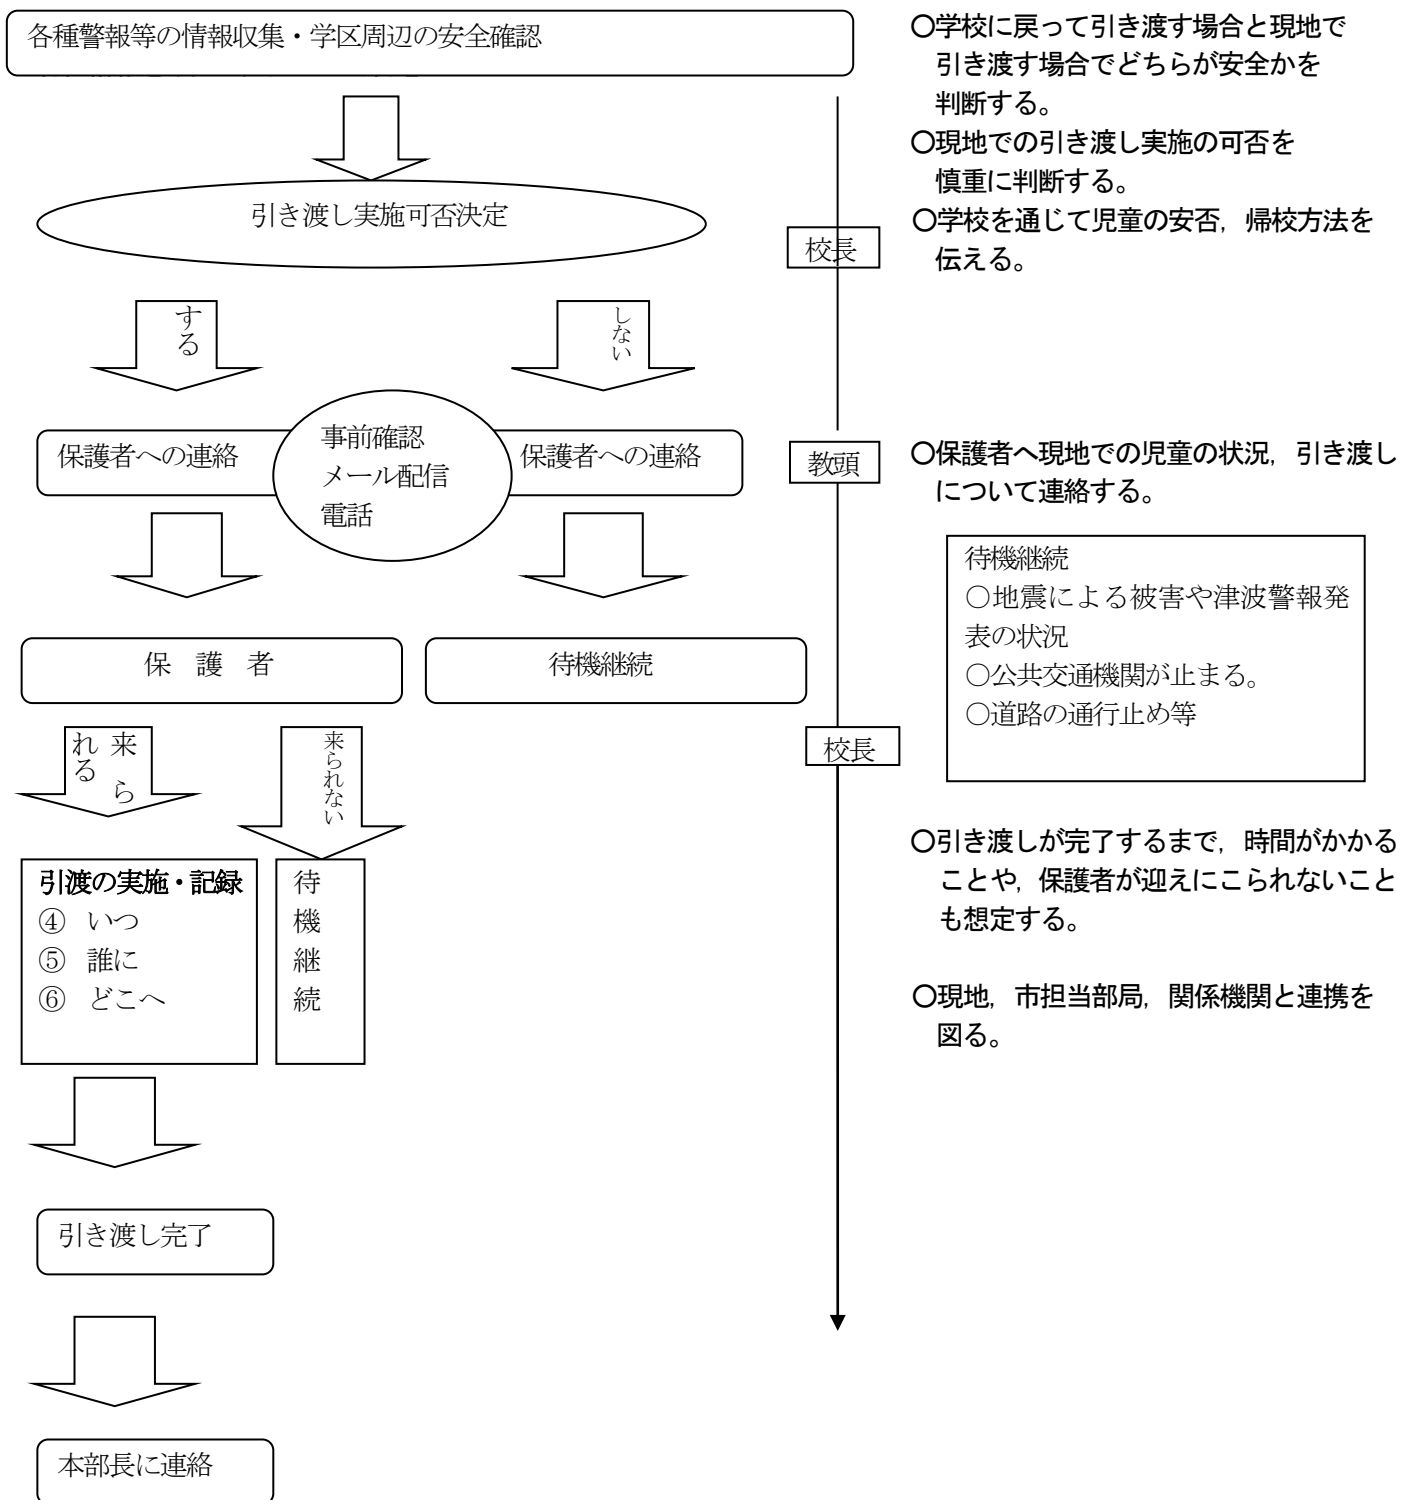 各種警報等の情報収集・学区周辺の安全確認
引き渡し実施可否決定
する
しない
保護者への連絡
事前確認
メール配信
電話
保護者への連絡
保 護 者
待機継続
来ら
れる
来られない
引渡の実施・記録
④ いつ
⑤ 誰に
⑥ どこへ
待
機
継
続
引き渡し完了
本部長に連絡
校長
教頭
校長
〇学校に戻って引き渡す場合と現地で
引き渡す場合でどちらが安全かを
判断する。
〇現地での引き渡し実施の可否を
慎重に判断する。
〇学校を通じて児童の安否，帰校方法を
伝える。
〇保護者へ現地での児童の状況，引き渡し
について連絡する。
待機継続
〇地震による被害や津波警報発
表の状況
〇公共交通機関が止まる。
〇道路の通行止め等
〇引き渡しが完了するまで，時間がかかる
ことや，保護者が迎えにこられないこと
も想定する。
〇現地，市担当部局，関係機関と連携を
図る。